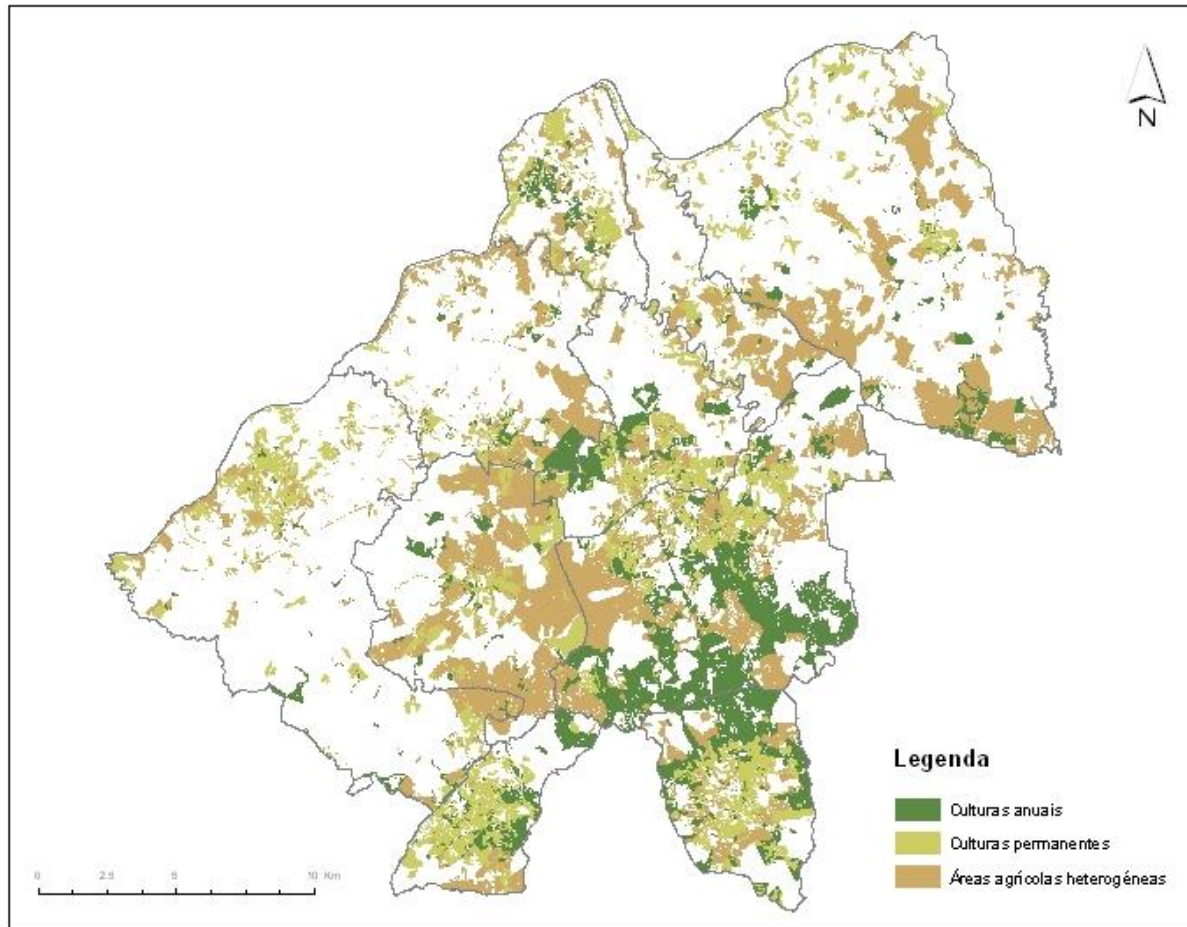 N
Legenda
Culturas anuais
Culturas permanentes
Áreas agrícolas heterogéneas
0 2.5 5 10 Km